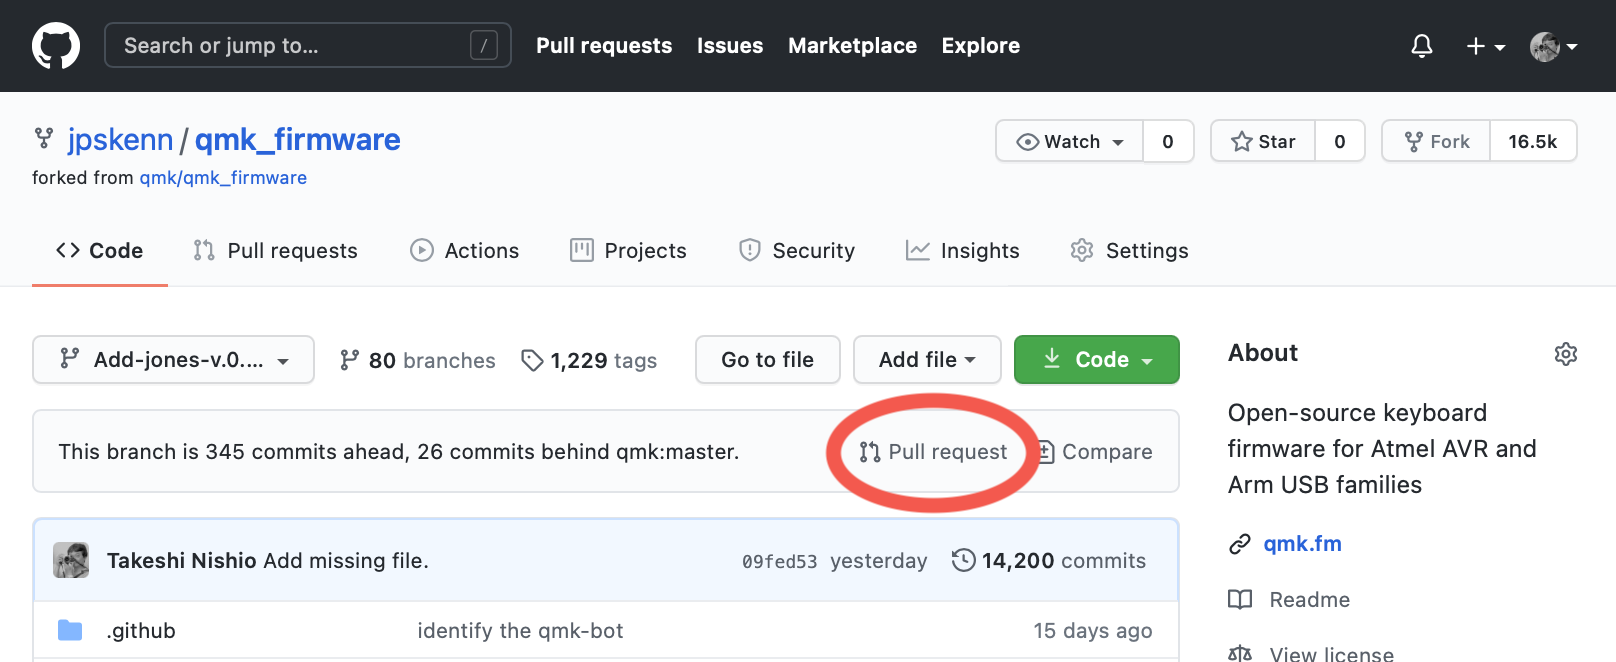 Search or jump to... / Pull requests Issues Marketplace Explore
jpskenn / qmk_firmware Watch 0 Star 0 Fork 16.5k
forked from qmk/qmk_firmware
Code Pull requests Actions Projects Security Insights Settings
Add-jones-v.0.... 80 branches 1,229 tags Go to file Add file Code
This branch is 345 commits ahead, 26 commits behind qmk:master. Pull request Compare
Takeshi Nishio Add missing file. 09fed53 yesterday 14,200 commits
.github identify the qmk-bot 15 days ago
About
Open-source keyboard
firmware for Atmel AVR and
Arm USB families
qmk.fm
Readme
View license